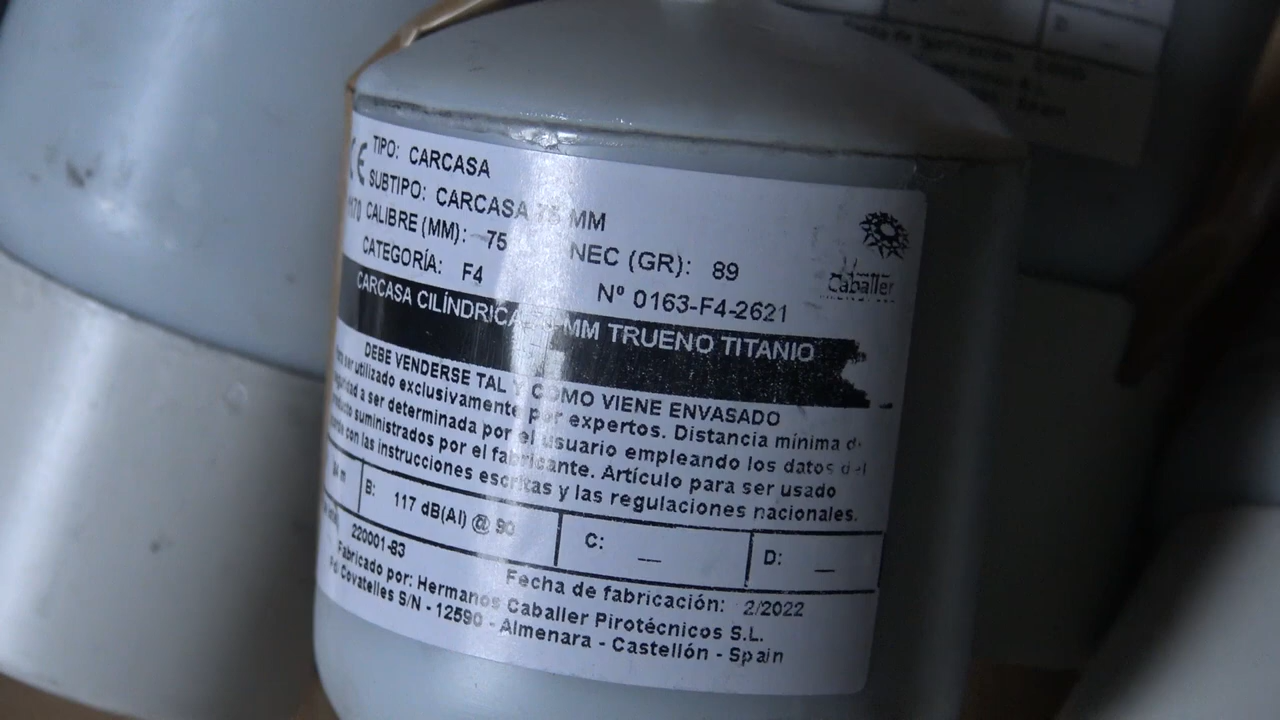 CE TIPO: CARCASA
SUBTIPO: CARCASA 75 MM
CALIBRE (MM): 75 NEC (GR): 89
CATEGORÍA: F4 Nº 0163-F4-2621
Caballer
CARCASA CILÍNDRICA MM TRUENO TITANIO
DEBE VENDERSE TAL Y COMO VIENE ENVASADO
ser utilizado exclusivamente por expertos. Distancia mínima d
a ser determinada por el usuario empleando los datos del
suministrados por el fabricante. Artículo para ser usado
con las instrucciones escritas y las regulaciones nacionales.
m B: 117 dB(AI) @ 90 C: __ D: __
220001-83 Fecha de fabricación: 2/2022
Fabricado por: Hermanos Caballer Pirotécnicos S.L.
Covatelles S/N - 12590 - Almenara - Castellón - Spain